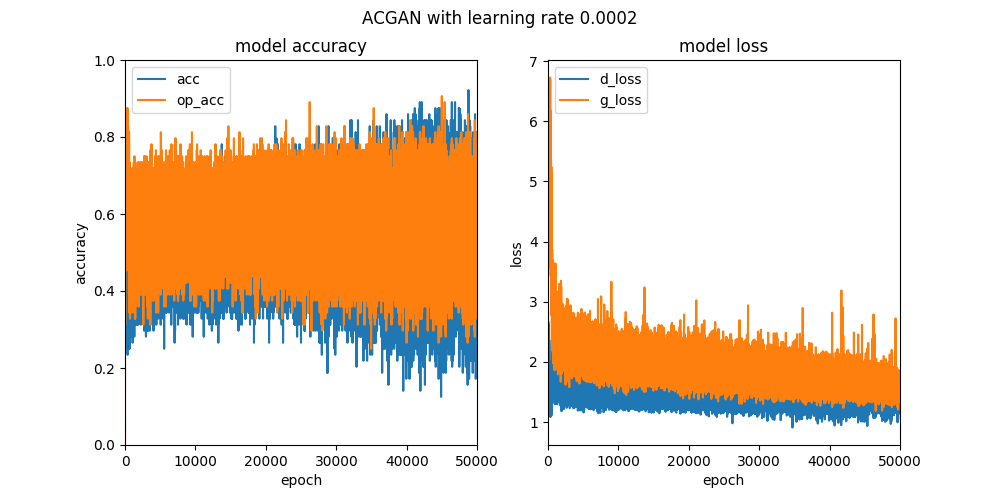 ACGAN with learning rate 0.0002
model accuracy
acc
op_acc
1.0
0.8
0.6
0.4
0.2
0.0
accuracy
0 10000 20000 30000 40000 50000
epoch
model loss
d_loss
g_loss
7
6
5
4
3
2
1
loss
0 10000 20000 30000 40000 50000
epoch